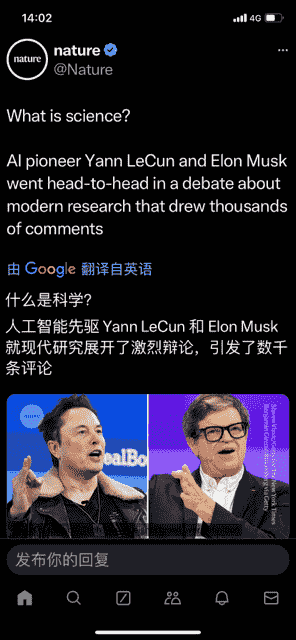 14:02
4G
nature
nature
@Nature
What is science?
AI pioneer Yann LeCun and Elon Musk
went head-to-head in a debate about
modern research that drew thousands
of comments
由 Google 翻译自英语
什么是科学?
人工智能先驱 Yann LeCun 和 Elon Musk
就现代研究展开了激烈辩论，引发了数千
条评论
nature
发布你的回复